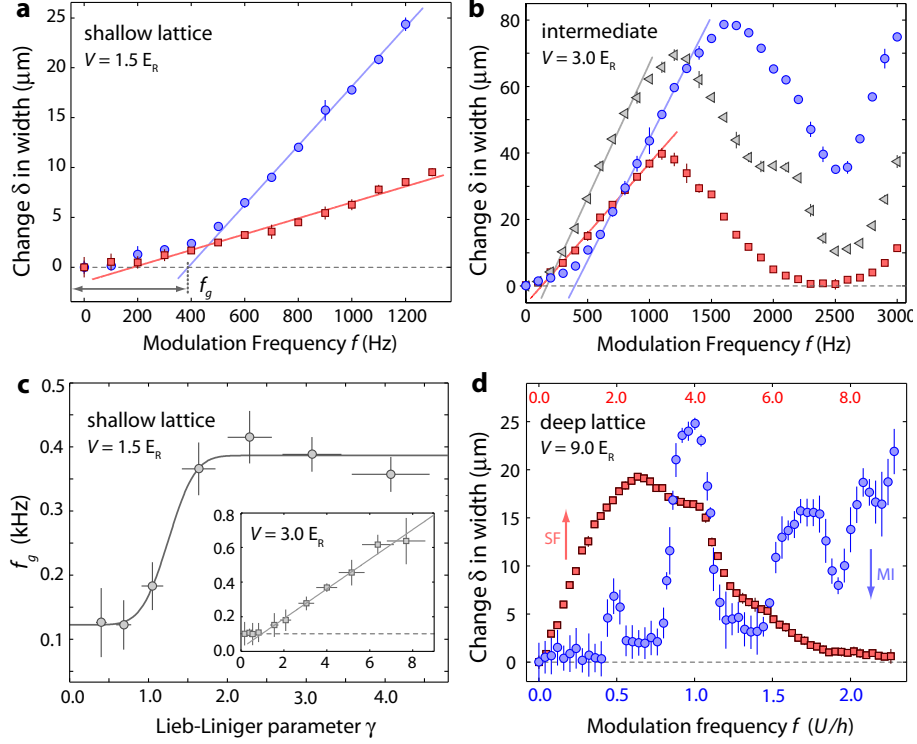 a
shallow lattice
V = 1.5 E_R
Change δ in width (μm)
25
20
15
10
5
0
f_g
0 200 400 600 800 1000 1200
Modulation Frequency f (Hz)
b
intermediate
V = 3.0 E_R
Change δ in width (μm)
80
60
40
20
0
0 500 1000 1500 2000 2500 3000
Modulation Frequency f (Hz)
c
shallow lattice
V = 1.5 E_R
f_g (kHz)
0.5
0.4
0.3
0.2
0.1
0.0 1.0 2.0 3.0 4.0
Lieb-Liniger parameter γ
V = 3.0 E_R
0.8
0.6
0.4
0.2
0.1
0.0
0 2 4 6 8
d
0.0 2.0 4.0 6.0 8.0
deep lattice
V = 9.0 E_R
Change δ in width (μm)
25
20
15
10
5
0
SF
MI
0.0 0.5 1.0 1.5 2.0
Modulation frequency f (U/h)